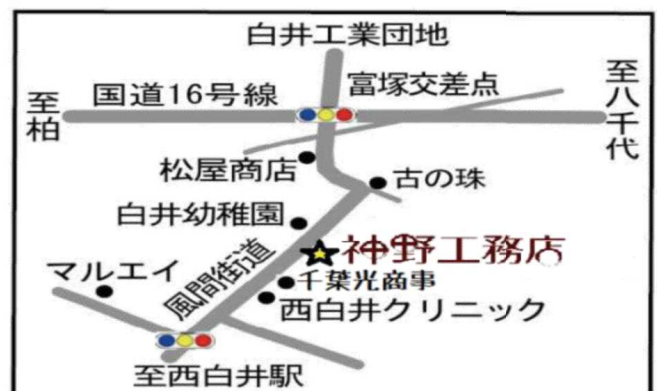 白井工業団地
国道16号線
富塚交差点
至柏
至八千代
松屋商店
古の珠
白井幼稚園
神野工務店
マルエイ
風間街道
千葉光商事
西白井クリニック
至西白井駅